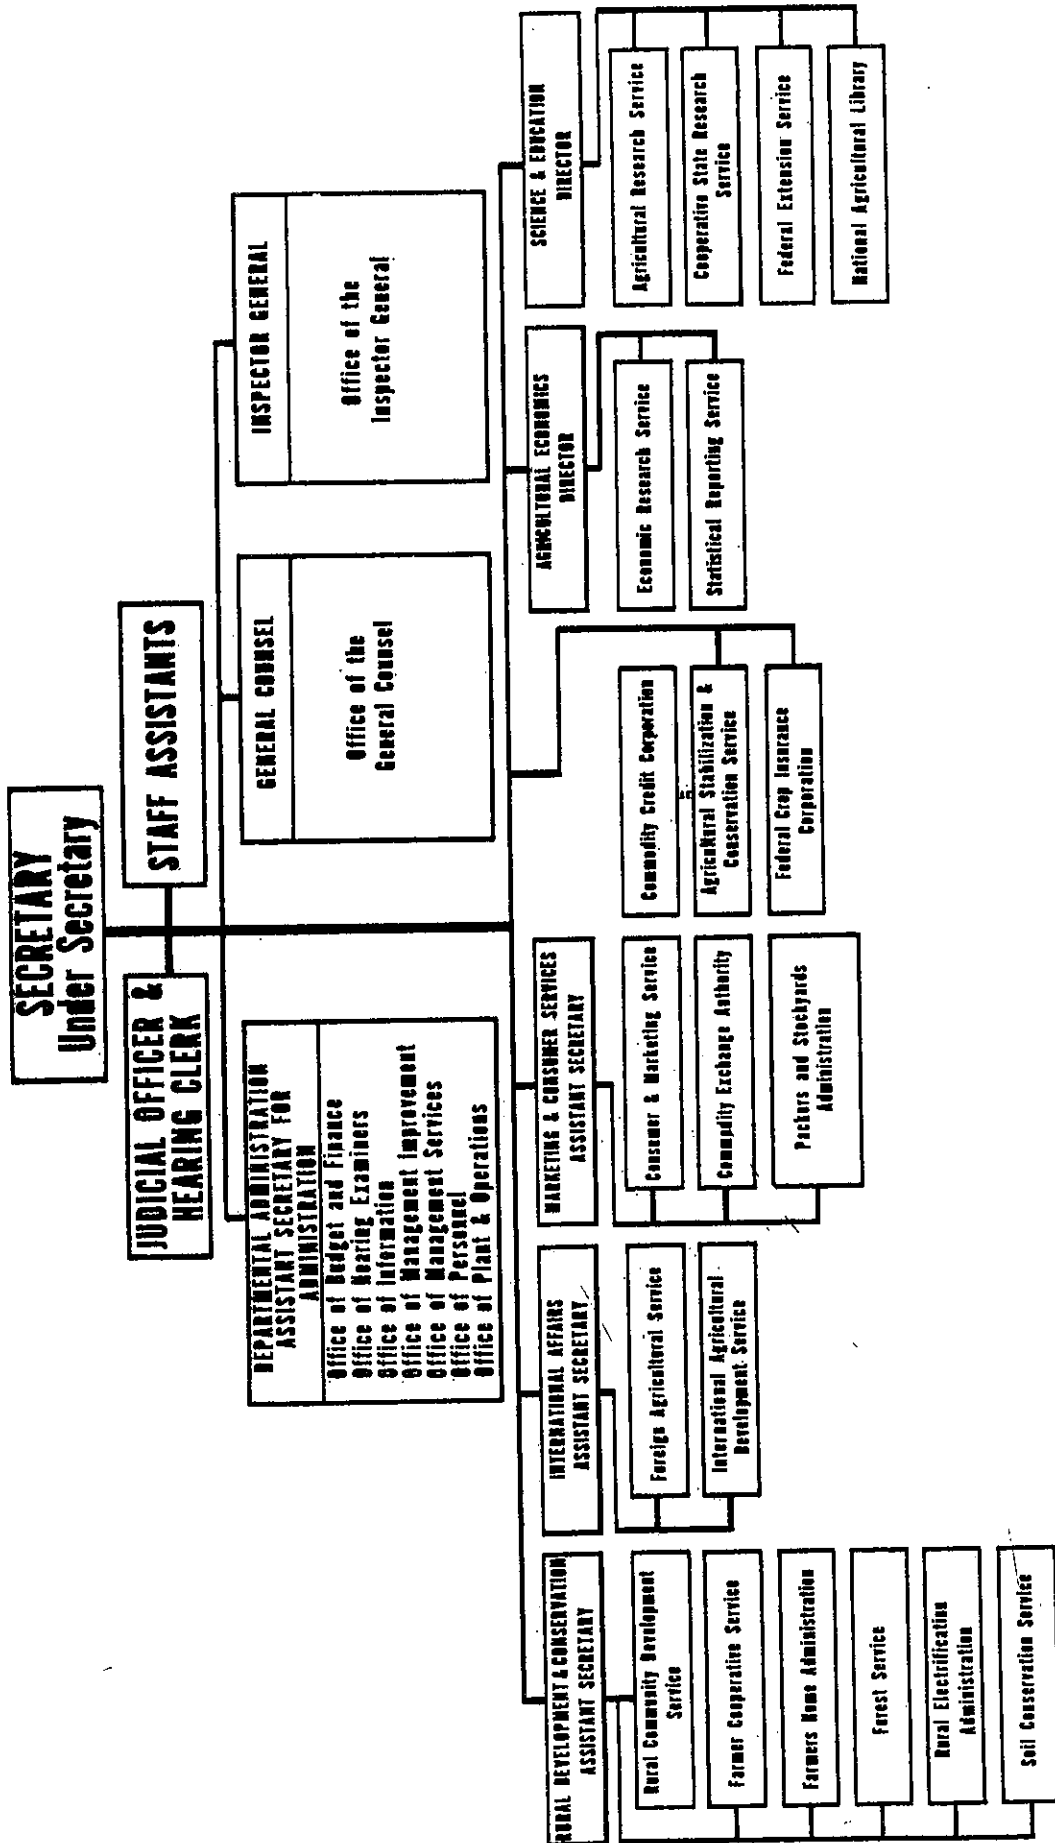 SECRETARY
Under Secretary
JUDICIAL OFFICER &
HEARING CLERK
STAFF ASSISTANTS
DEPARTMENTAL ADMINISTRATION
ASSISTANT SECRETARY FOR
ADMINISTRATION
Office of Budget and Finance
Office of Hearing Examiners
Office of Information
Office of Management Improvement
Office of Management Services
Office of Personnel
Office of Plant & Operations
GENERAL COUNSEL
Office of the
General Counsel
INSPECTOR GENERAL
Office of the
Inspector General
RURAL DEVELOPMENT & CONSERVATION
ASSISTANT SECRETARY
Rural Community Development
Service
Farmer Cooperative Service
Farmers Home Administration
Forest Service
Rural Electrification
Administration
Soil Conservation Service
INTERNATIONAL AFFAIRS
ASSISTANT SECRETARY
Foreign Agricultural Service
International Agricultural
Development Service
MARKETING & CONSUMER SERVICES
ASSISTANT SECRETARY
Consumer & Marketing Service
Commodity Exchange Authority
Packers and Stockyards
Administration
Commodity Credit Corporation
Agricultural Stabilization &
Conservation Service
Federal Crop Insurance
Corporation
AGRICULTURAL ECONOMICS
DIRECTOR
Economic Research Service
Statistical Reporting Service
SCIENCE & EDUCATION
DIRECTOR
Agricultural Research Service
Cooperative State Research
Service
Federal Extension Service
National Agricultural Library